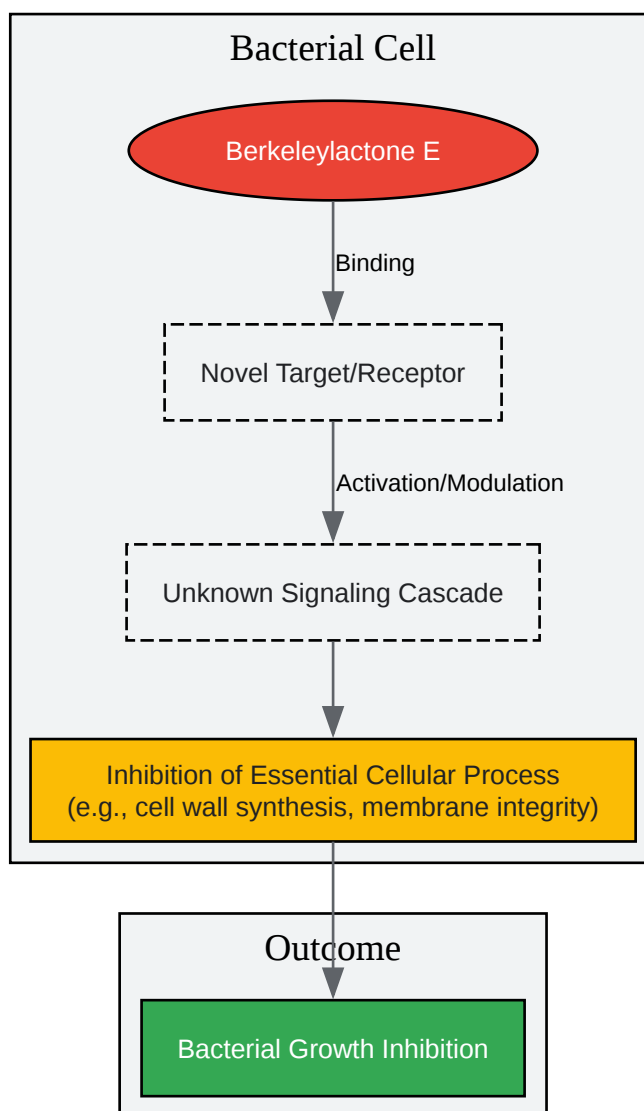 Bacterial Cell
Berkeleylactone E
Binding
Novel Target/Receptor
Activation/Modulation
Unknown Signaling Cascade
Inhibition of Essential Cellular Process
(e.g., cell wall synthesis, membrane integrity)
Outcome
Bacterial Growth Inhibition